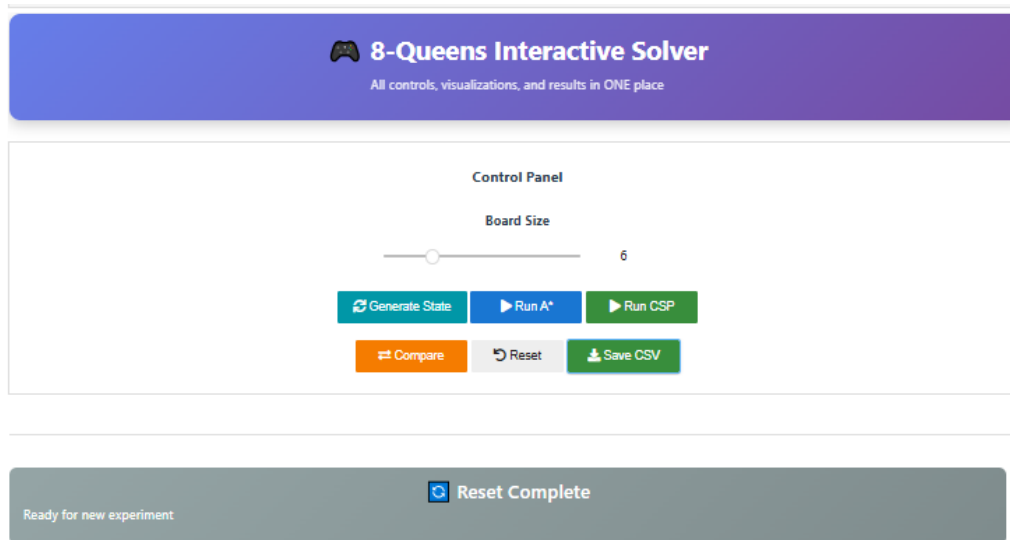 8-Queens Interactive Solver
All controls, visualizations, and results in ONE place
Control Panel
Board Size
6
Generate State Run A* Run CSP
Compare Reset Save CSV
Reset Complete
Ready for new experiment